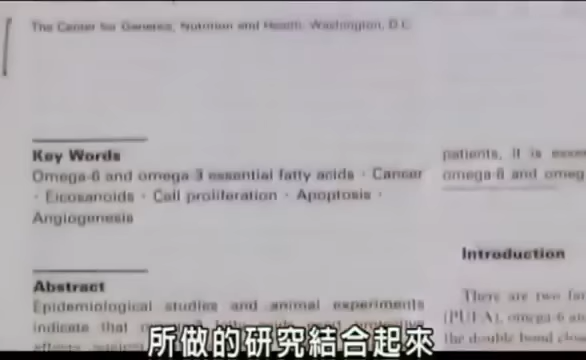 The Center for Genetics, Nutrition and Health, Washington, D.C.
Key Words
Omega-6 and omega-3 essential fatty acids · Cancer
· Eicosanoids · Cell proliferation · Apoptosis ·
Angiogenesis
Abstract
Epidemiological studies and animal experiments
indicate that
patients, it is
omega-6 and
Introduction
There are two
(PUFA), omega-6
the double bond
所做的研究結合起來